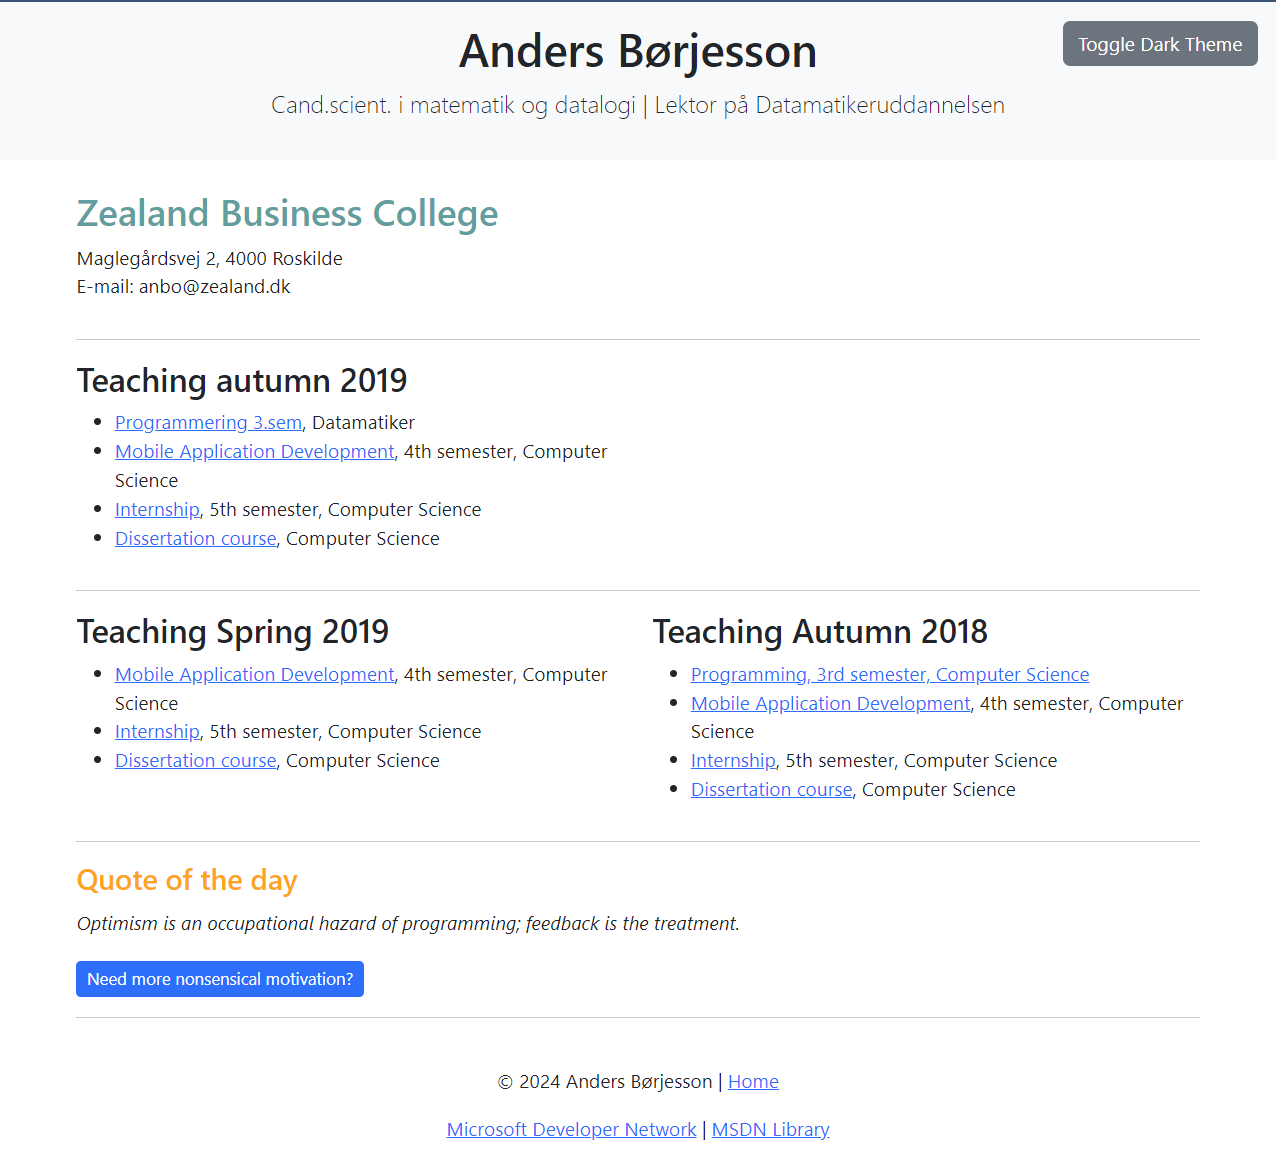 Anders Børjesson
Toggle Dark Theme
Cand.scient. i matematik og datalogi | Lektor på Datamatikeruddannelsen
Zealand Business College
Maglegårdsvej 2, 4000 Roskilde
E-mail: anbo@zealand.dk
Teaching autumn 2019
Programmering 3.sem, Datamatiker
Mobile Application Development, 4th semester, Computer
Science
Internship, 5th semester, Computer Science
Dissertation course, Computer Science
Teaching Spring 2019
Mobile Application Development, 4th semester, Computer
Science
Internship, 5th semester, Computer Science
Dissertation course, Computer Science
Teaching Autumn 2018
Programming, 3rd semester, Computer Science
Mobile Application Development, 4th semester, Computer
Science
Internship, 5th semester, Computer Science
Dissertation course, Computer Science
Quote of the day
Optimism is an occupational hazard of programming; feedback is the treatment.
Need more nonsensical motivation?
© 2024 Anders Børjesson | Home
Microsoft Developer Network | MSDN Library